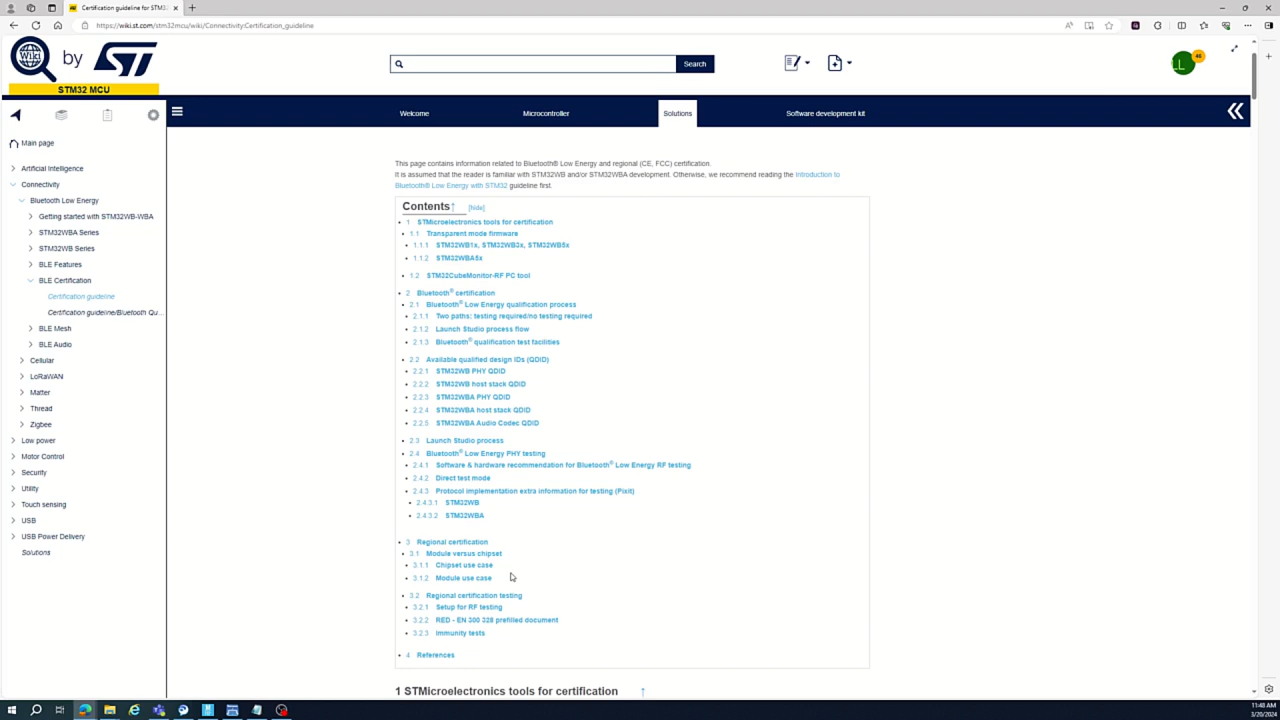 Certification guideline for STM3
https://wiki.st.com/stm32mcu/wiki/Connectivity:Certification_guideline
Wiki by ST
STM32 MCU
Search
LL
46
Welcome
Microcontroller
Solutions
Software development kit
Main page
Artificial Intelligence
Connectivity
Bluetooth Low Energy
Getting started with STM32WB-WBA
STM32WBA Series
STM32WB Series
BLE Features
BLE Certification
Certification guideline
Certification guideline/Bluetooth Qu...
BLE Mesh
BLE Audio
Cellular
LoRaWAN
Matter
Thread
Zigbee
Low power
Motor Control
Security
Utility
Touch sensing
USB
USB Power Delivery
Solutions
This page contains information related to Bluetooth® Low Energy and regional (CE, FCC) certification.
It is assumed that the reader is familiar with STM32WB and/or STM32WBA development. Otherwise, we recommend reading the Introduction to
Bluetooth® Low Energy with STM32 guideline first.
Contents↑ [hide]
1 STMicroelectronics tools for certification
1.1 Transparent mode firmware
1.1.1 STM32WB1x, STM32WB3x, STM32WB5x
1.1.2 STM32WBA5x
1.2 STM32CubeMonitor-RF PC tool
2 Bluetooth® certification
2.1 Bluetooth® Low Energy qualification process
2.1.1 Two paths: testing required/no testing required
2.1.2 Launch Studio process flow
2.1.3 Bluetooth® qualification test facilities
2.2 Available qualified design IDs (QDID)
2.2.1 STM32WB PHY QDID
2.2.2 STM32WB host stack QDID
2.2.3 STM32WBA PHY QDID
2.2.4 STM32WBA host stack QDID
2.2.5 STM32WBA Audio Codec QDID
2.3 Launch Studio process
2.4 Bluetooth® Low Energy PHY testing
2.4.1 Software & hardware recommendation for Bluetooth® Low Energy RF testing
2.4.2 Direct test mode
2.4.3 Protocol implementation extra information for testing (Pixit)
2.4.3.1 STM32WB
2.4.3.2 STM32WBA
3 Regional certification
3.1 Module versus chipset
3.1.1 Chipset use case
3.1.2 Module use case
3.2 Regional certification testing
3.2.1 Setup for RF testing
3.2.2 RED - EN 300 328 prefilled document
3.2.3 Immunity tests
4 References
1 STMicroelectronics tools for certification ↑
11:48 AM
3/20/2024